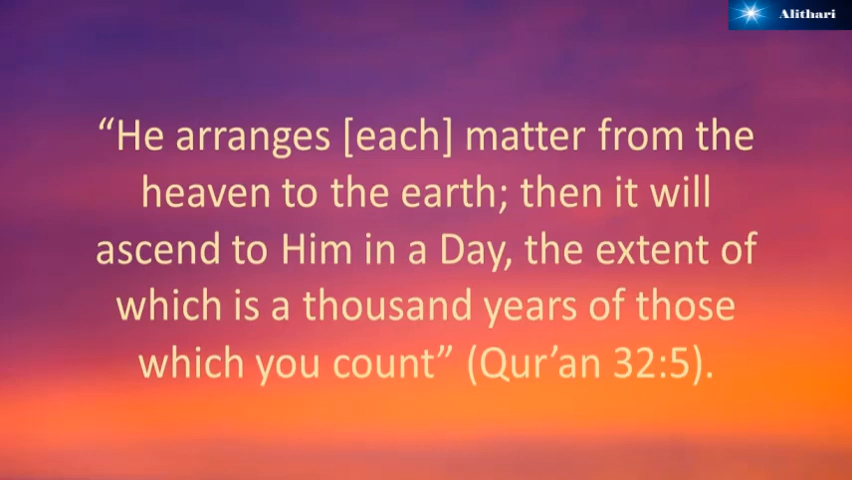 Alithari
“He arranges [each] matter from the
heaven to the earth; then it will
ascend to Him in a Day, the extent of
which is a thousand years of those
which you count” (Qur’an 32:5).